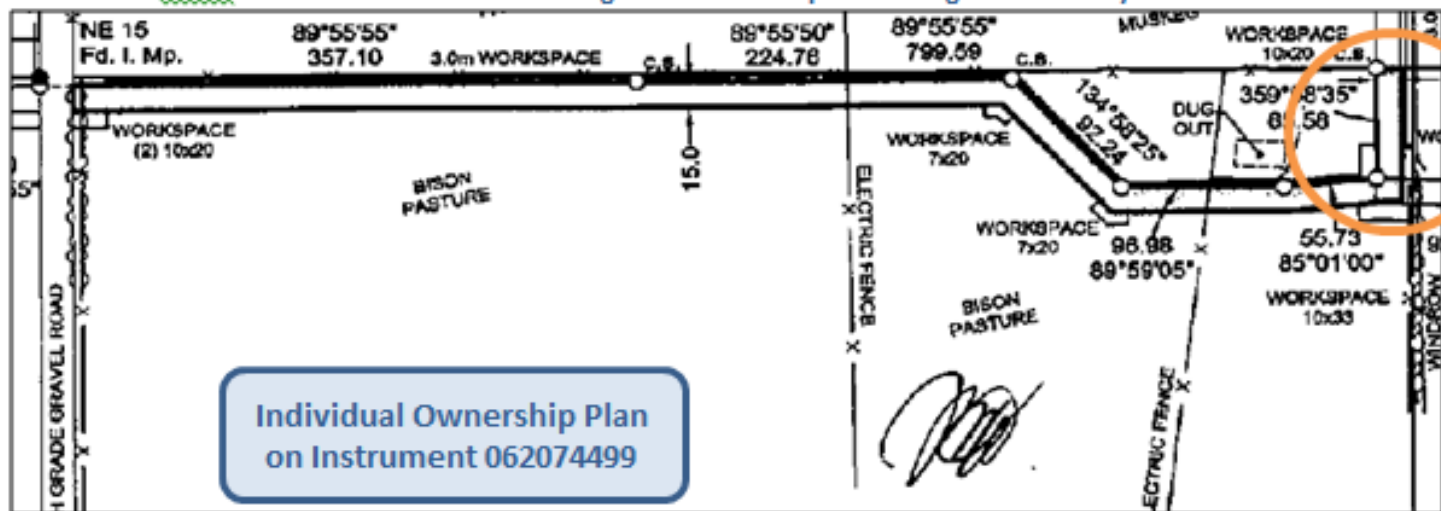 MUSKEG
NE 15
Fd. I. Mp.
89°55'55"
357.10
3.0m WORKSPACE
C.S.
89°55'50"
224.76
89°55'55"
799.59
C.S.
WORKSPACE
10x20
C.S.
134°58'25"
92.24
DUG
OUT
WORKSPACE
(2) 10x20
15.0
WORKSPACE
7x20
BISON
PASTURE
ELECTRIC FENCE
WORKSPACE
7x20
96.98
89°59'05"
55.73
85°01'00"
WORKSPACE
10x33
BISON
PASTURE
WINDROW
GRADE GRAVEL ROAD
FENCE
Individual Ownership Plan
on Instrument 062074499